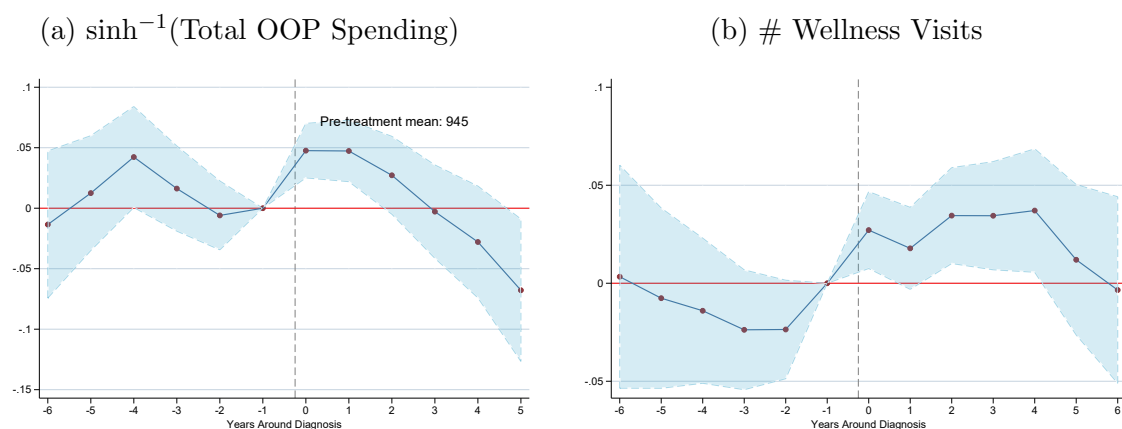 (a) sinh⁻¹(Total OOP Spending)
.1
.05
0
-.05
-.1
-.15
Pre-treatment mean: 945
-6 -5 -4 -3 -2 -1 0 1 2 3 4 5
Years Around Diagnosis
(b) # Wellness Visits
.1
.05
0
-.05
-6 -5 -4 -3 -2 -1 0 1 2 3 4 5 6
Years Around Diagnosis